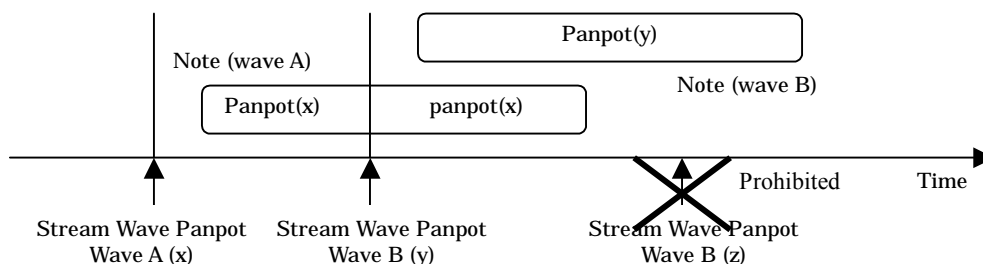 Panpot(y)
Note (wave A)
Note (wave B)
Panpot(x)
panpot(x)
Prohibited
Time
Stream Wave Panpot
Wave A (x)
Stream Wave Panpot
Wave B (y)
Stream Wave Panpot
Wave B (z)